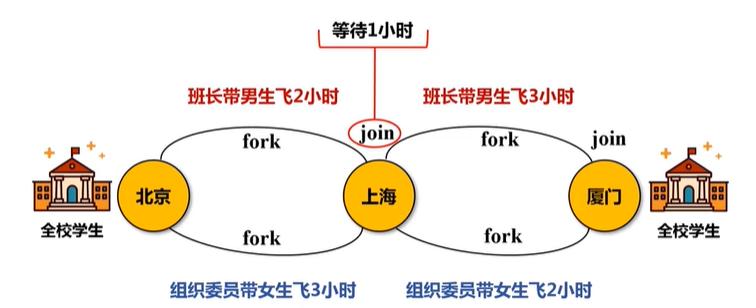 等待1小时
班长带男生飞2小时
班长带男生飞3小时
fork
join
fork
join
北京
上海
厦门
全校学生
全校学生
fork
fork
组织委员带女生飞3小时
组织委员带女生飞2小时